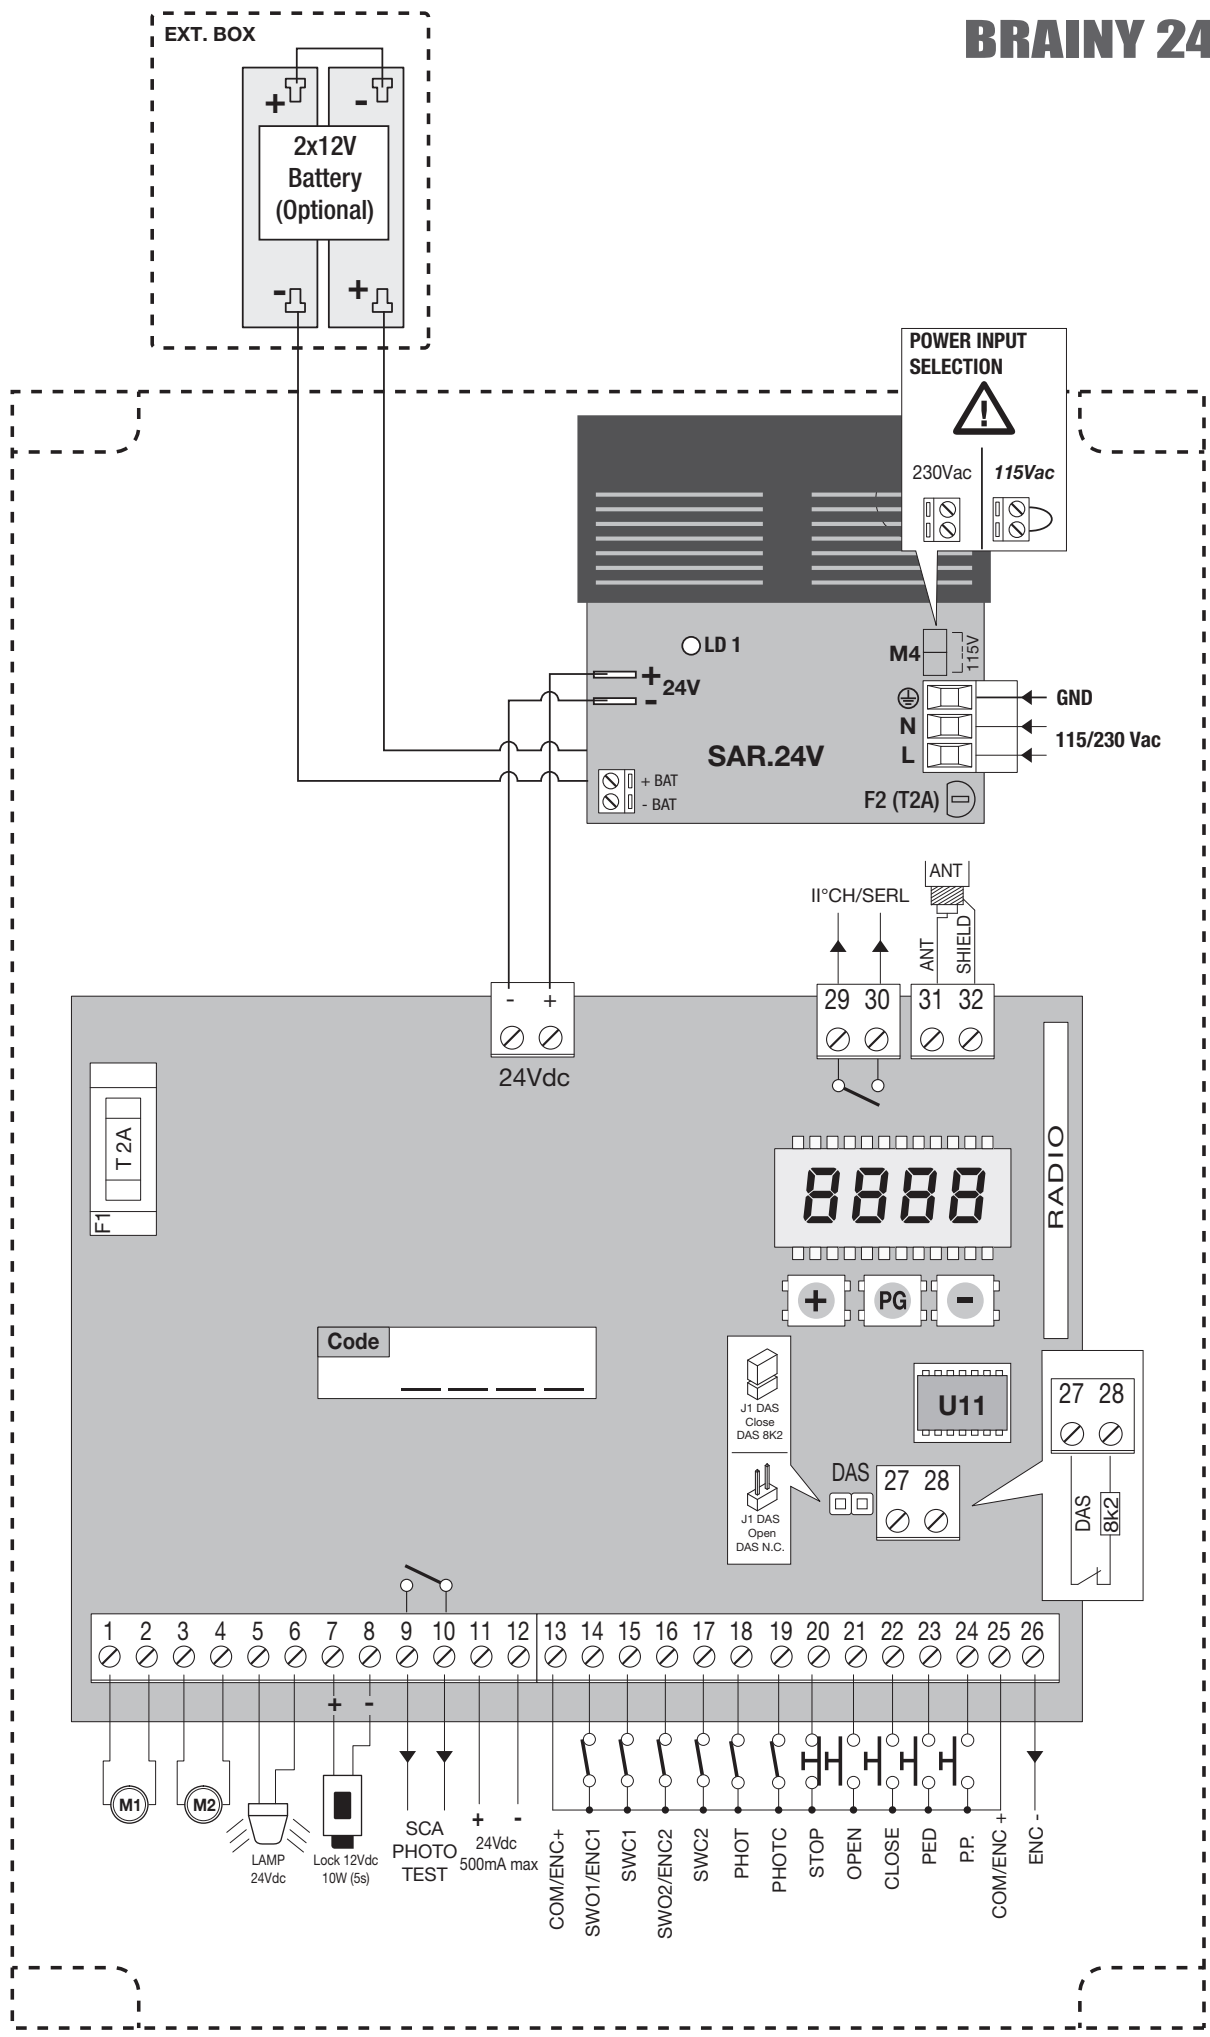 BRAINY 24
EXT. BOX
+ -
2x12V
Battery
(Optional)
- +
POWER INPUT
SELECTION
!
230Vac 115Vac
LD 1
M4
115V
+
24V
-
GND
N
115/230 Vac
L
SAR.24V
+ BAT
- BAT
F2 (T2A)
ANT
II°CH/SERL
ANT
SHIELD
- +
24Vdc
29 30
31 32
T 2A
F1
8888
RADIO
+ PG -
Code
J1 DAS
Close
DAS 8K2
J1 DAS
Open
DAS N.C.
U11
DAS
27 28
27 28
DAS
8k2
1 2 3 4 5 6 7 8 9 10 11 12 13 14 15 16 17 18 19 20 21 22 23 24 25 26
+ -
M1
M2
LAMP
24Vdc
Lock 12Vdc
10W (5s)
SCA
PHOTO
TEST
+ -
24Vdc
500mA max
COM/ENC+
SWO1/ENC1
SWC1
SWO2/ENC2
SWC2
PHOT
PHOTC
STOP
OPEN
CLOSE
PED
P.P.
COM/ENC +
ENC -